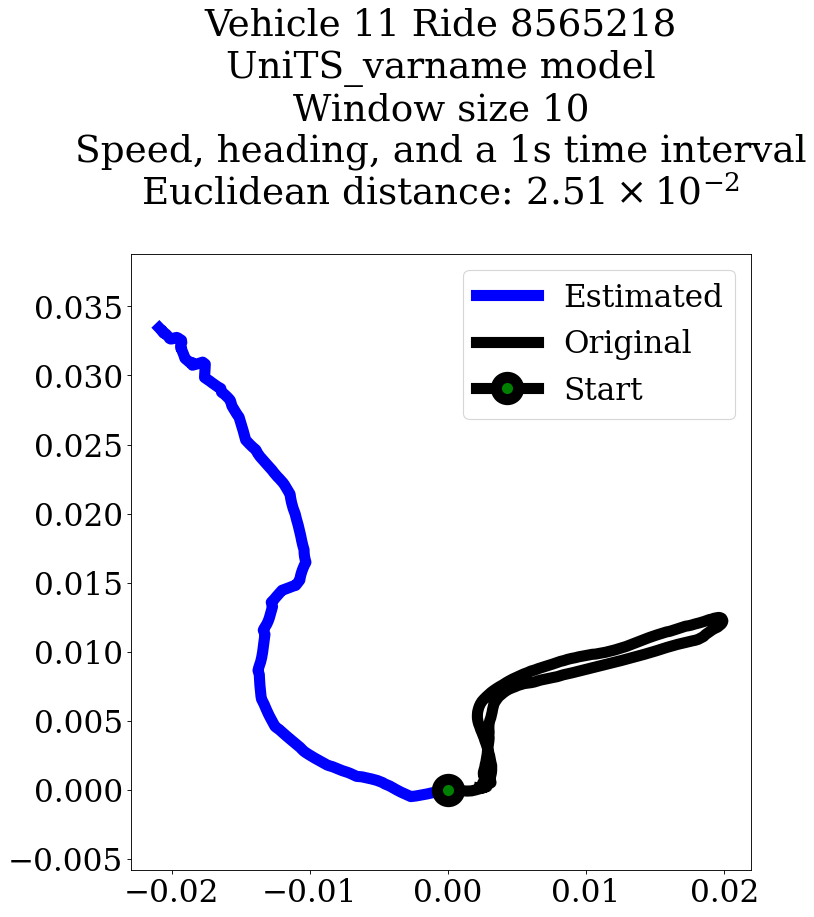 Vehicle 11 Ride 8565218
UniTS_varname model
Window size 10
Speed, heading, and a 1s time interval
Euclidean distance: 2.51 × 10⁻²
Estimated
Original
Start
0.035
0.030
0.025
0.020
0.015
0.010
0.005
0.000
−0.005
−0.02 −0.01 0.00 0.01 0.02